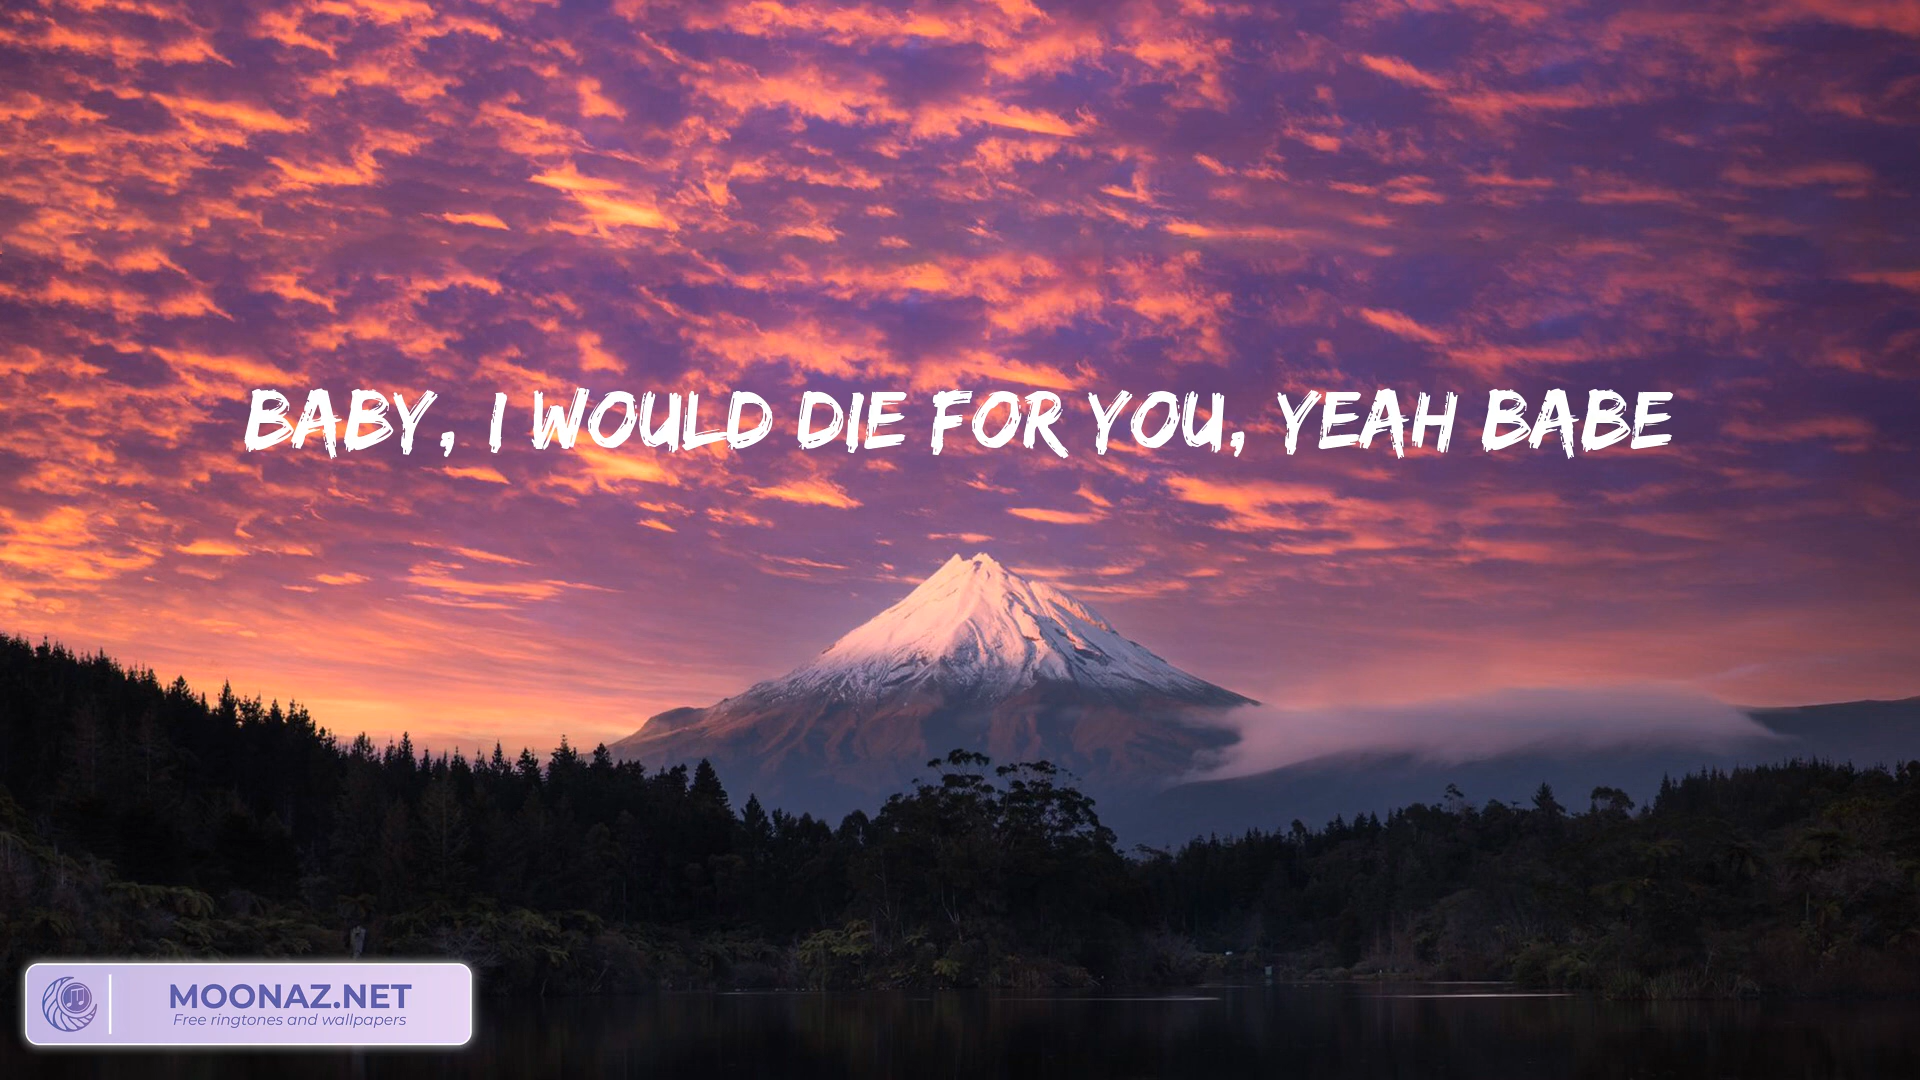 BABY, I WOULD DIE FOR YOU, YEAH BABE
MOONAZ.NET
Free ringtones and wallpapers